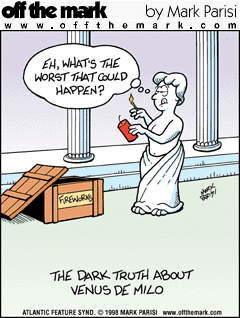 off the mark by Mark Parisi
www.offthemark.com
EH, WHAT'S THE
WORST THAT COULD
HAPPEN?
FIREWORKS
MARK
PARISI
THE DARK TRUTH ABOUT
VENUS DE MILO
ATLANTIC FEATURE SYND. © 1998 MARK PARISI www.offthemark.com